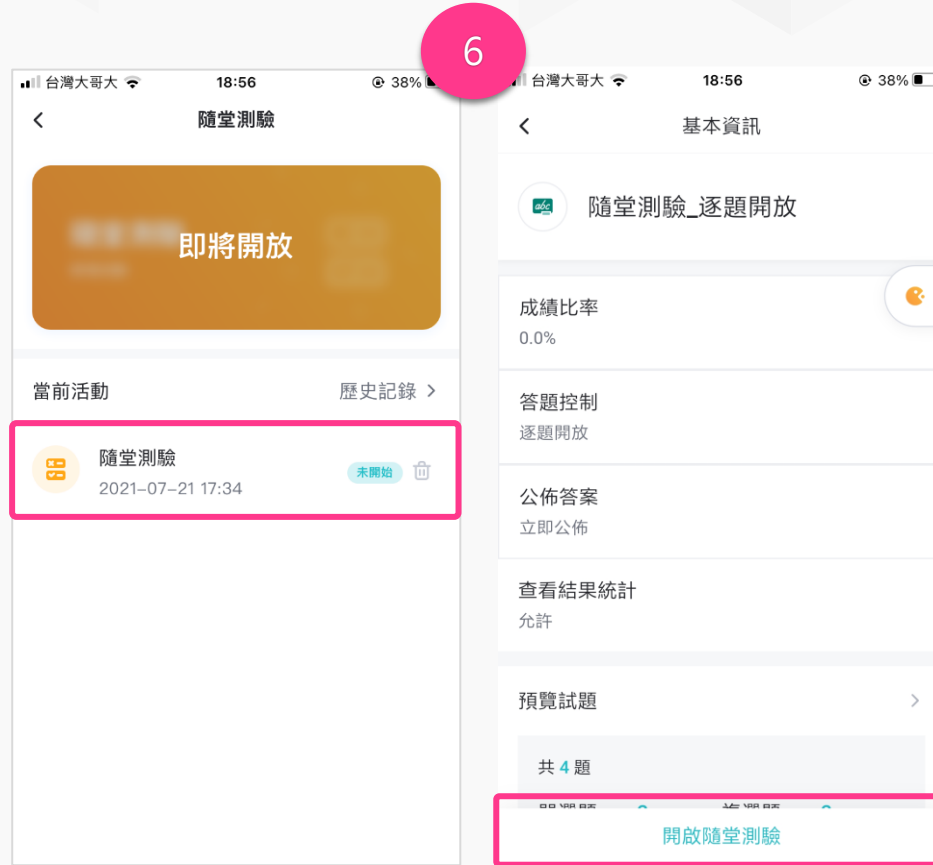 6
台灣大哥大
18:56
38%
隨堂測驗
即將開放
當前活動
歷史記錄
隨堂測驗
未開始
2021-07-21 17:34
台灣大哥大
18:56
38%
基本資訊
abc
隨堂測驗_逐題開放
成績比率
0.0%
答題控制
逐題開放
公佈答案
立即公佈
查看結果統計
允許
預覽試題
共 4 題
開啟隨堂測驗